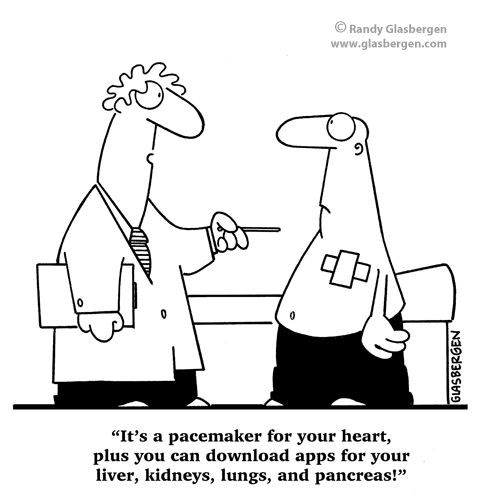 © Randy Glasbergen
www.glasbergen.com
GLASBERGEN
“It’s a pacemaker for your heart,
plus you can download apps for your
liver, kidneys, lungs, and pancreas!”